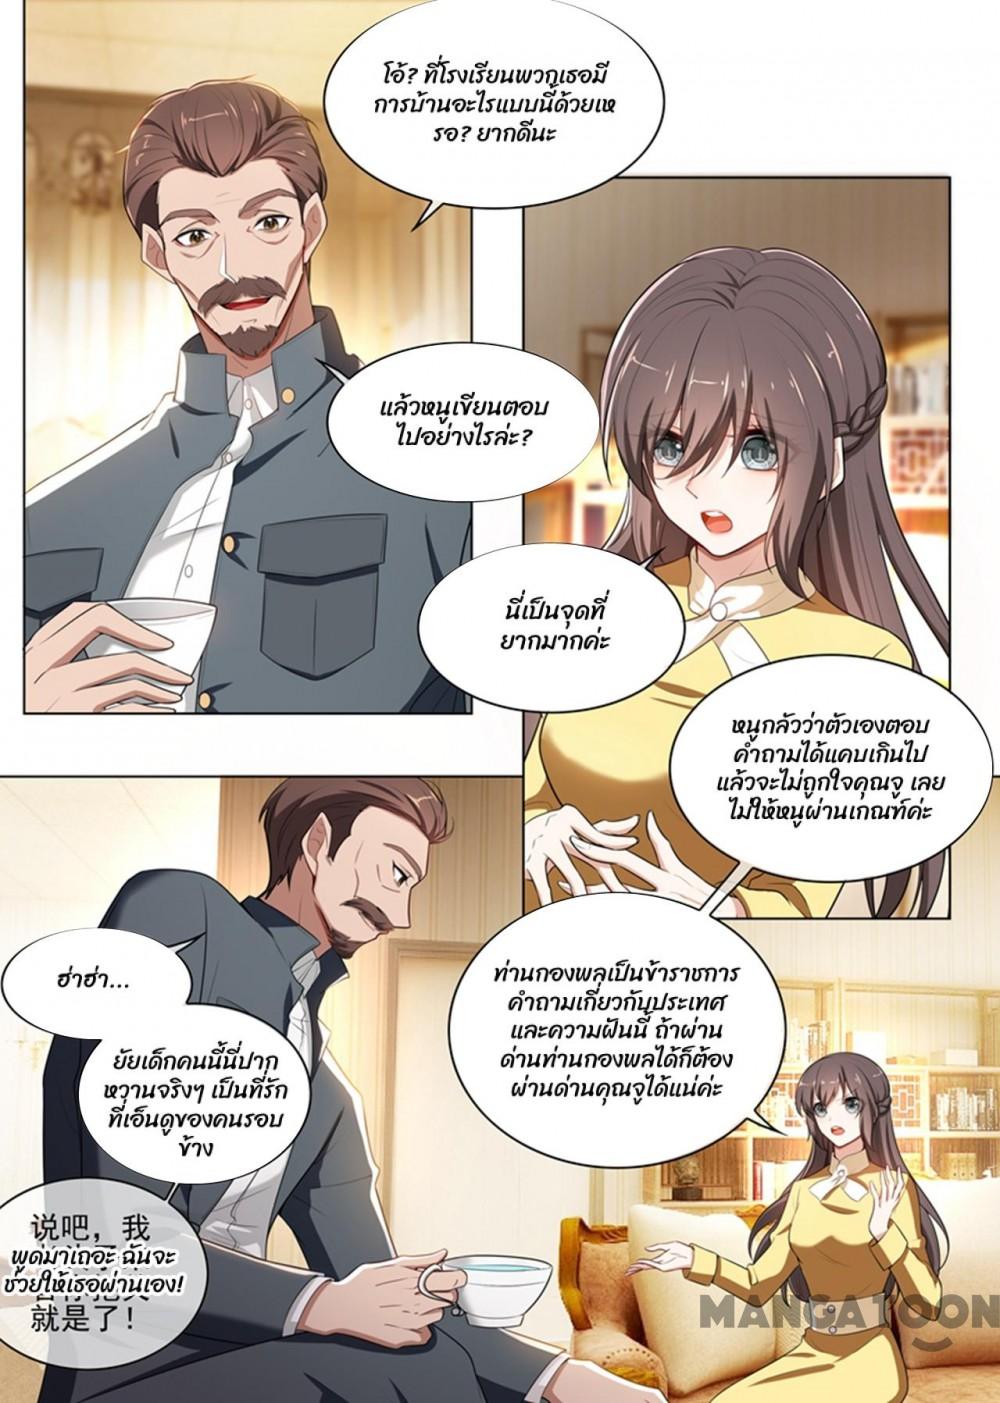 โอ้? ที่โรงเรียนพวกเธอมี
การบ้านอะไรแบบนี้ด้วยเห
รอ? ยากดีนะ
แล้วหนูเขียนตอบ
ไปอย่างไรล่ะ?
นี่เป็นจุดที่
ยากมากค่ะ
หนูกลัวว่าตัวเองตอบ
คำถามได้แคบเกินไป
แล้วจะไม่ถูกใจคุณจู เลย
ไม่ให้หนูผ่านเกณฑ์ค่ะ
ท่านกองพลเป็นข้าราชการ
คำถามเกี่ยวกับประเทศ
และความฝันนี้ ถ้าผ่าน
ด่านท่านกองพลได้ก็ต้อง
ผ่านด่านคุณจูได้แน่ค่ะ
ฮ่าฮ่า...
ยัยเด็กคนนี้นี่ปาก
หวานจริงๆ เป็นที่รัก
ที่เอ็นดูของคนรอบ
ข้าง
说吧，我
พูดมาเถอะ ฉันจะ
ช่วยให้เธอผ่านเอง!
就是了！
MANGATOON